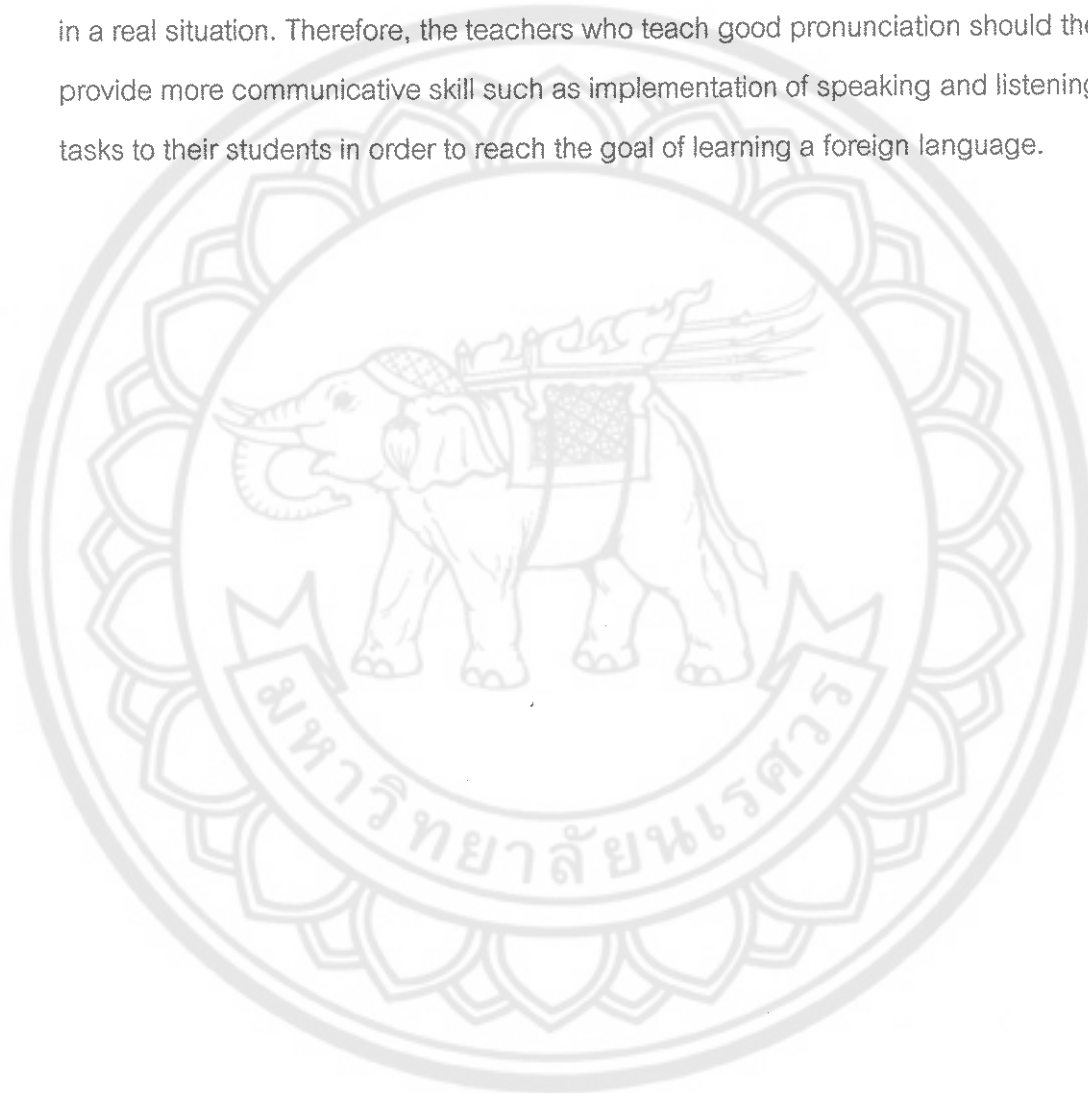 in a real situation. Therefore, the teachers who teach good pronunciation should the
provide more communicative skill such as implementation of speaking and listening
tasks to their students in order to reach the goal of learning a foreign language.
มหาวิทยาลัยนเรศวร